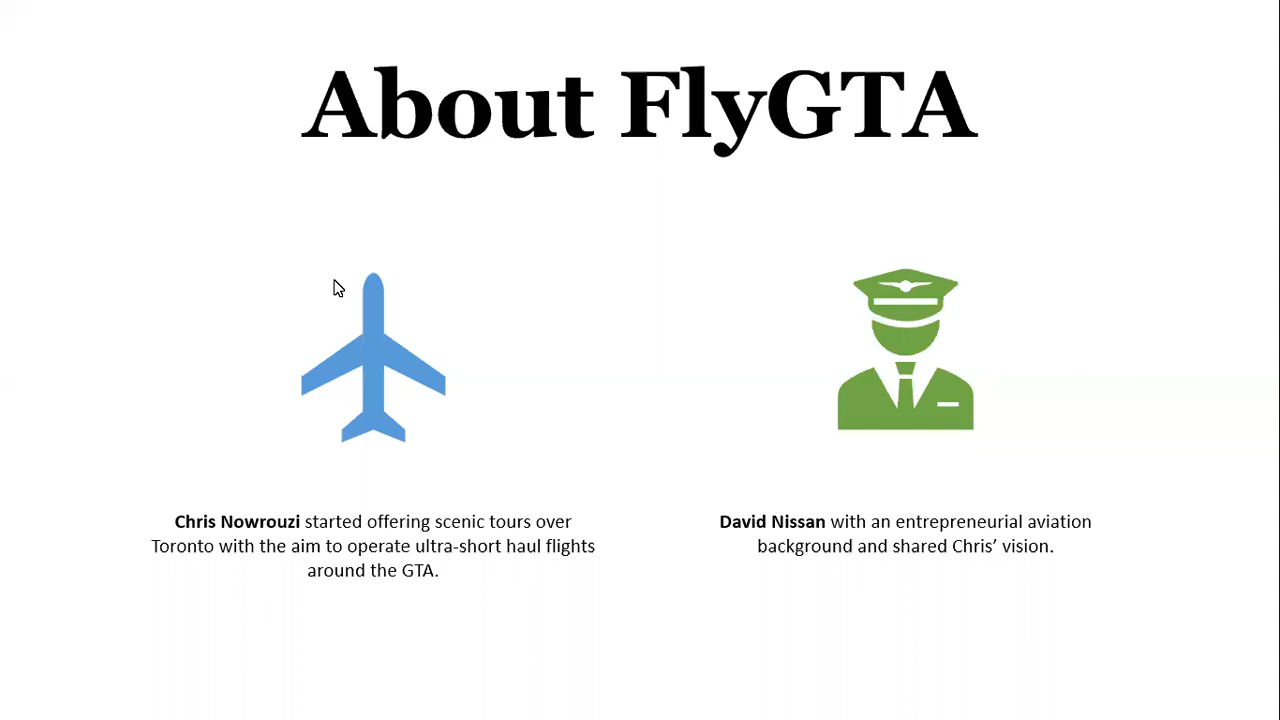 About FlyGTA
Chris Nowrouzi started offering scenic tours over
Toronto with the aim to operate ultra-short haul flights
around the GTA.
David Nissan with an entrepreneurial aviation
background and shared Chris’ vision.